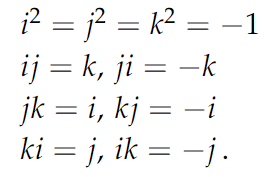 i² = j² = k² = −1
ij = k, ji = −k
jk = i, kj = −i
ki = j, ik = −j.